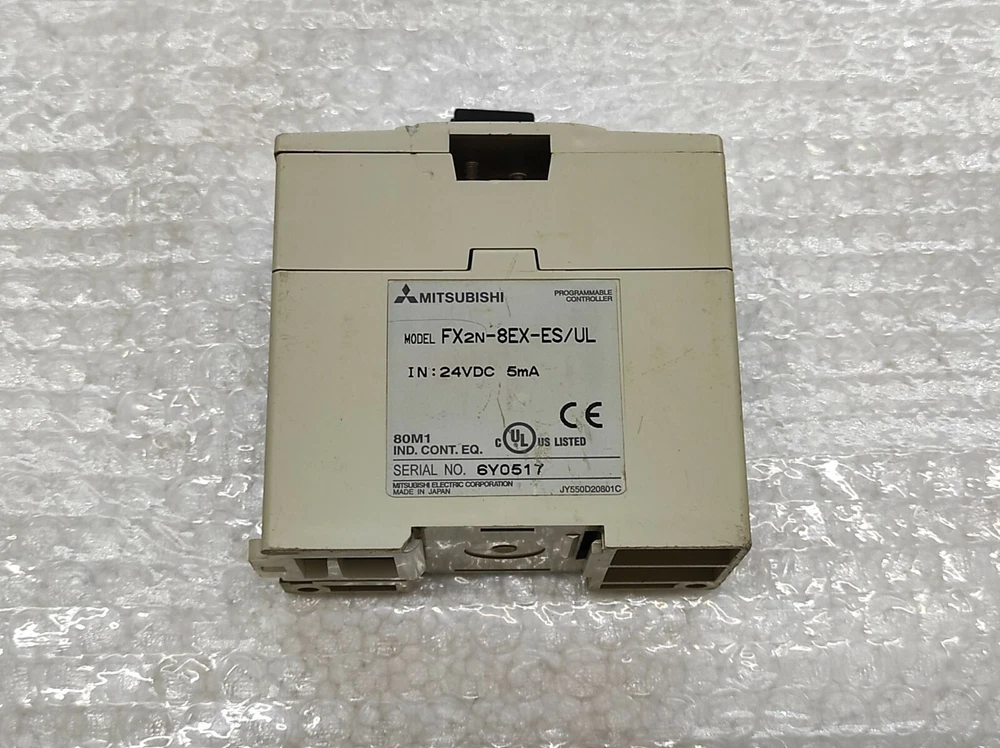 MITSUBISHI
PROGRAMMABLE
CONTROLLER
MODEL FX2N-8EX-ES/UL
IN:24VDC 5mA
CE
80M1
IND. CONT. EQ.
C UL US LISTED
SERIAL NO. 6Y0517
MITSUBISHI ELECTRIC CORPORATION
MADE IN JAPAN
JY550D20801C